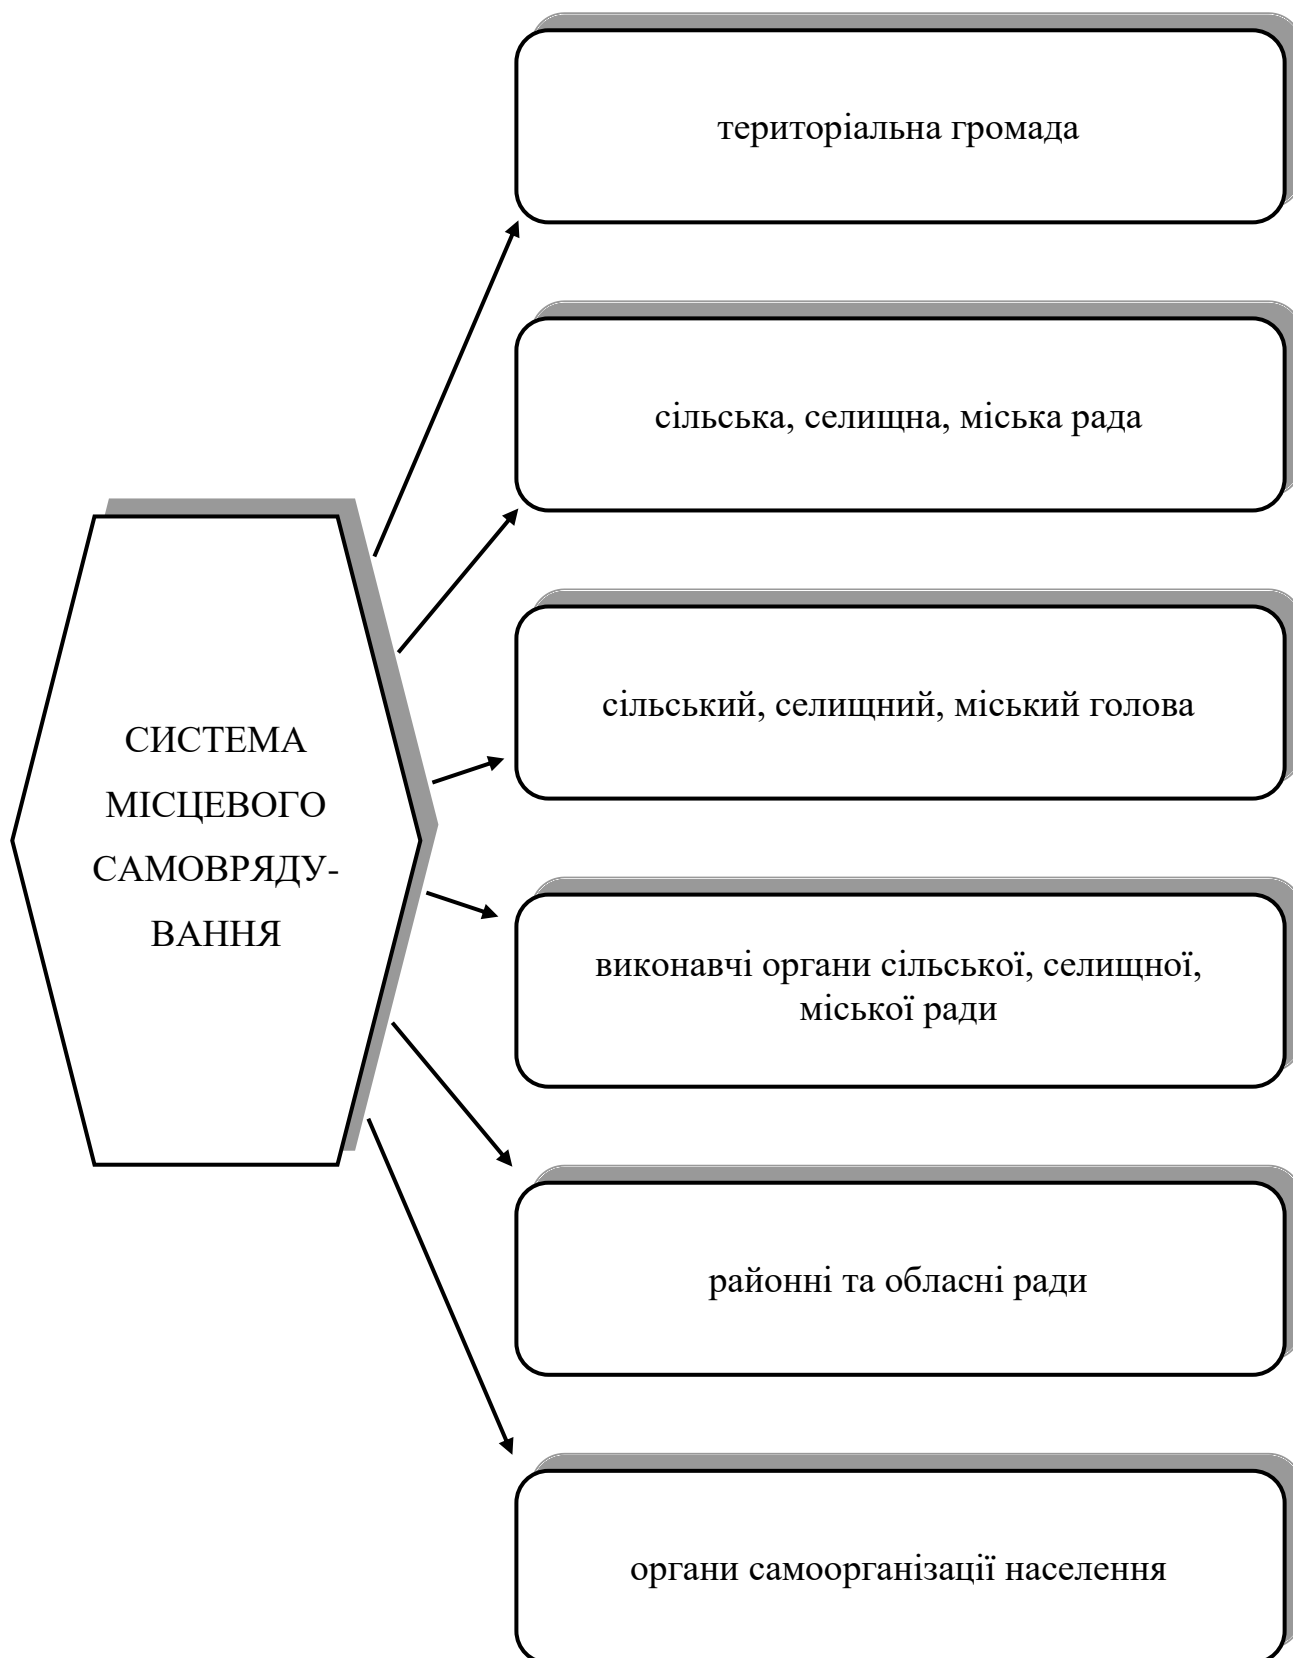 територіальна громада
сільська, селищна, міська рада
сільський, селищний, міський голова
СИСТЕМА
МІСЦЕВОГО
САМОВРЯДУ-
ВАННЯ
виконавчі органи сільської, селищної,
міської ради
районні та обласні ради
органи самоорганізації населення